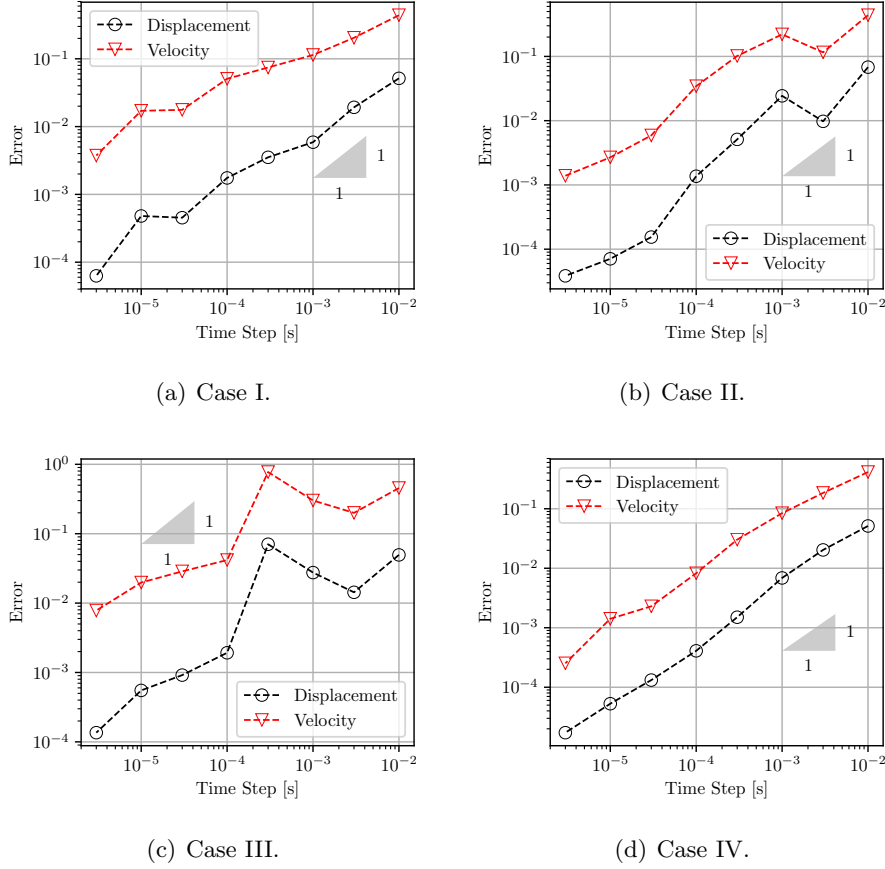 Displacement
Velocity
10⁻¹
10⁻²
10⁻³
10⁻⁴
Error
1
1
10⁻⁵
10⁻⁴
10⁻³
10⁻²
Time Step [s]
(a) Case I.
10⁻¹
10⁻²
10⁻³
10⁻⁴
Error
1
1
Displacement
Velocity
10⁻⁵
10⁻⁴
10⁻³
10⁻²
Time Step [s]
(b) Case II.
10⁰
10⁻¹
10⁻²
10⁻³
10⁻⁴
Error
1
1
Displacement
Velocity
10⁻⁵
10⁻⁴
10⁻³
10⁻²
Time Step [s]
(c) Case III.
Displacement
Velocity
10⁻¹
10⁻²
10⁻³
10⁻⁴
Error
1
1
10⁻⁵
10⁻⁴
10⁻³
10⁻²
Time Step [s]
(d) Case IV.